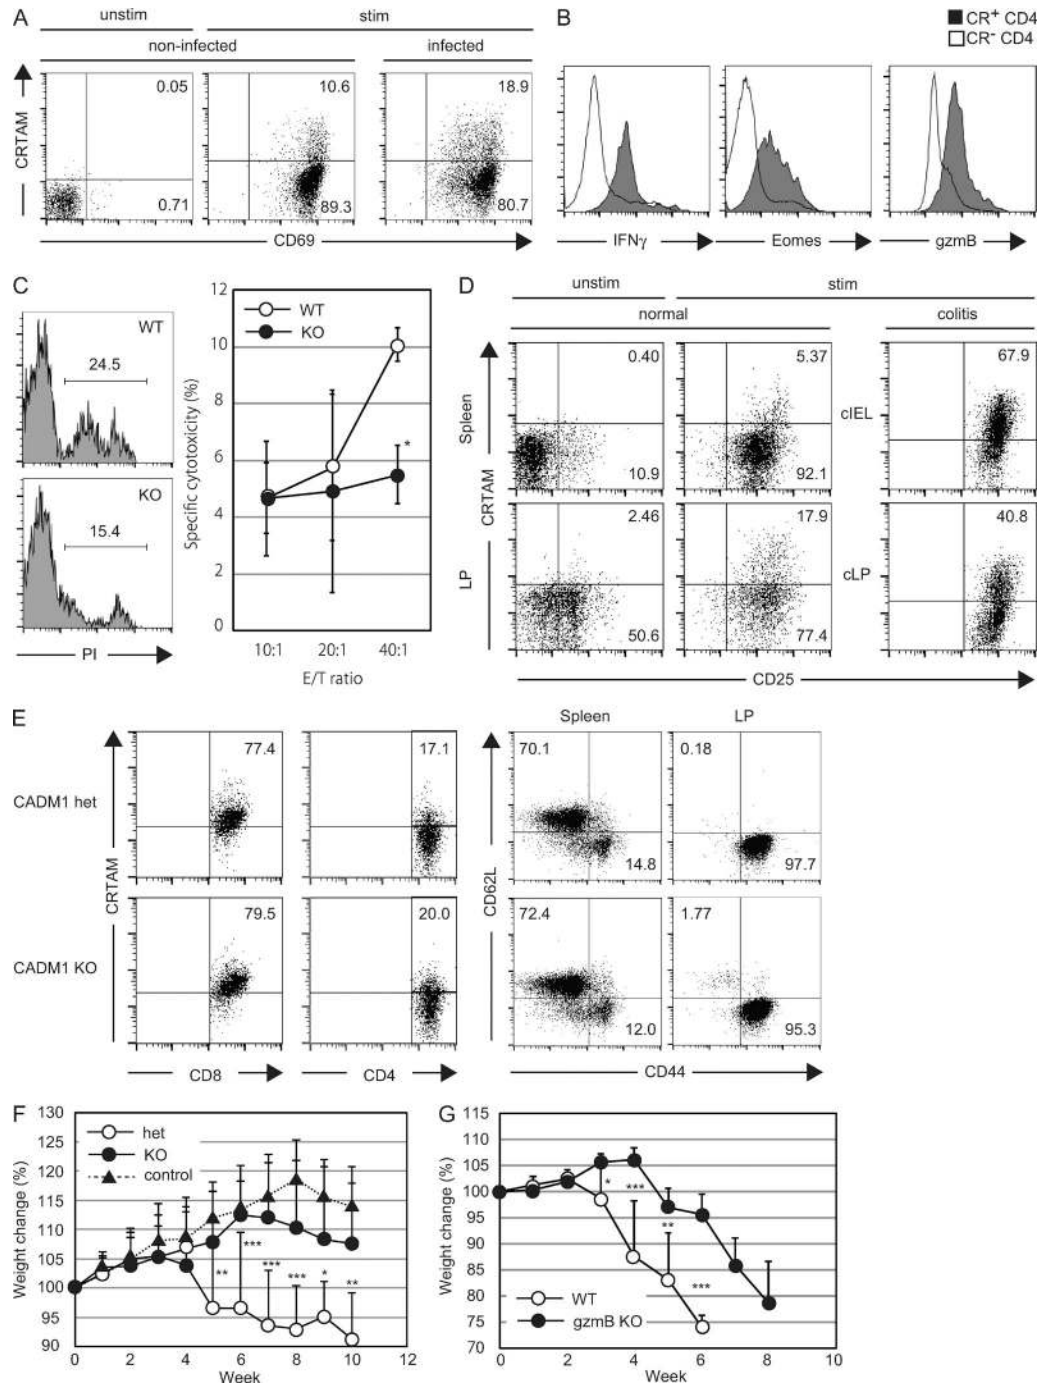 A
unstim
stim
non-infected
infected
CRTAM
0.05
0.71
10.6
89.3
18.9
80.7
CD69
B
CR+ CD4
CR- CD4
IFNγ
Eomes
gzmB
C
WT
24.5
KO
15.4
PI
Specific cytotoxicity (%)
12
10
8
6
4
2
0
WT
KO
*
10:1
20:1
40:1
E/T ratio
D
unstim
stim
normal
colitis
Spleen
LP
CRTAM
0.40
10.9
5.37
92.1
cIEL
67.9
2.46
50.6
17.9
77.4
cLP
40.8
CD25
E
CADM1 het
CADM1 KO
CRTAM
77.4
17.1
79.5
20.0
CD8
CD4
Spleen
LP
CD62L
70.1
14.8
0.18
97.7
72.4
12.0
1.77
95.3
CD44
F
Weight change (%)
130
125
120
115
110
105
100
95
90
het
KO
control
**
***
***
***
*
**
0
2
4
6
8
10
12
Week
G
Weight change (%)
115
110
105
100
95
90
85
80
75
70
*
***
**
***
WT
gzmB KO
0
2
4
6
8
10
Week